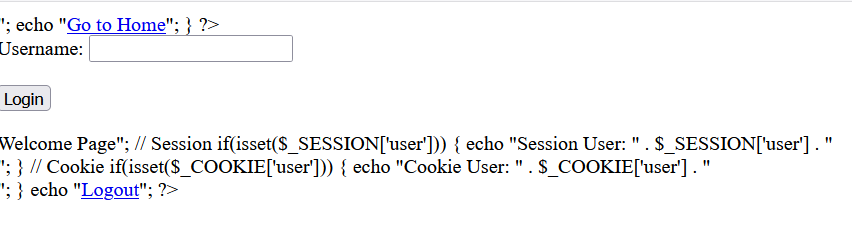 "; echo "Go to Home"; } ?>
Username:
Login
Welcome Page"; // Session if(isset($_SESSION['user'])) { echo "Session User: " . $_SESSION['user'] . "
"; } // Cookie if(isset($_COOKIE['user'])) { echo "Cookie User: " . $_COOKIE['user'] . "
"; } echo "Logout"; ?>